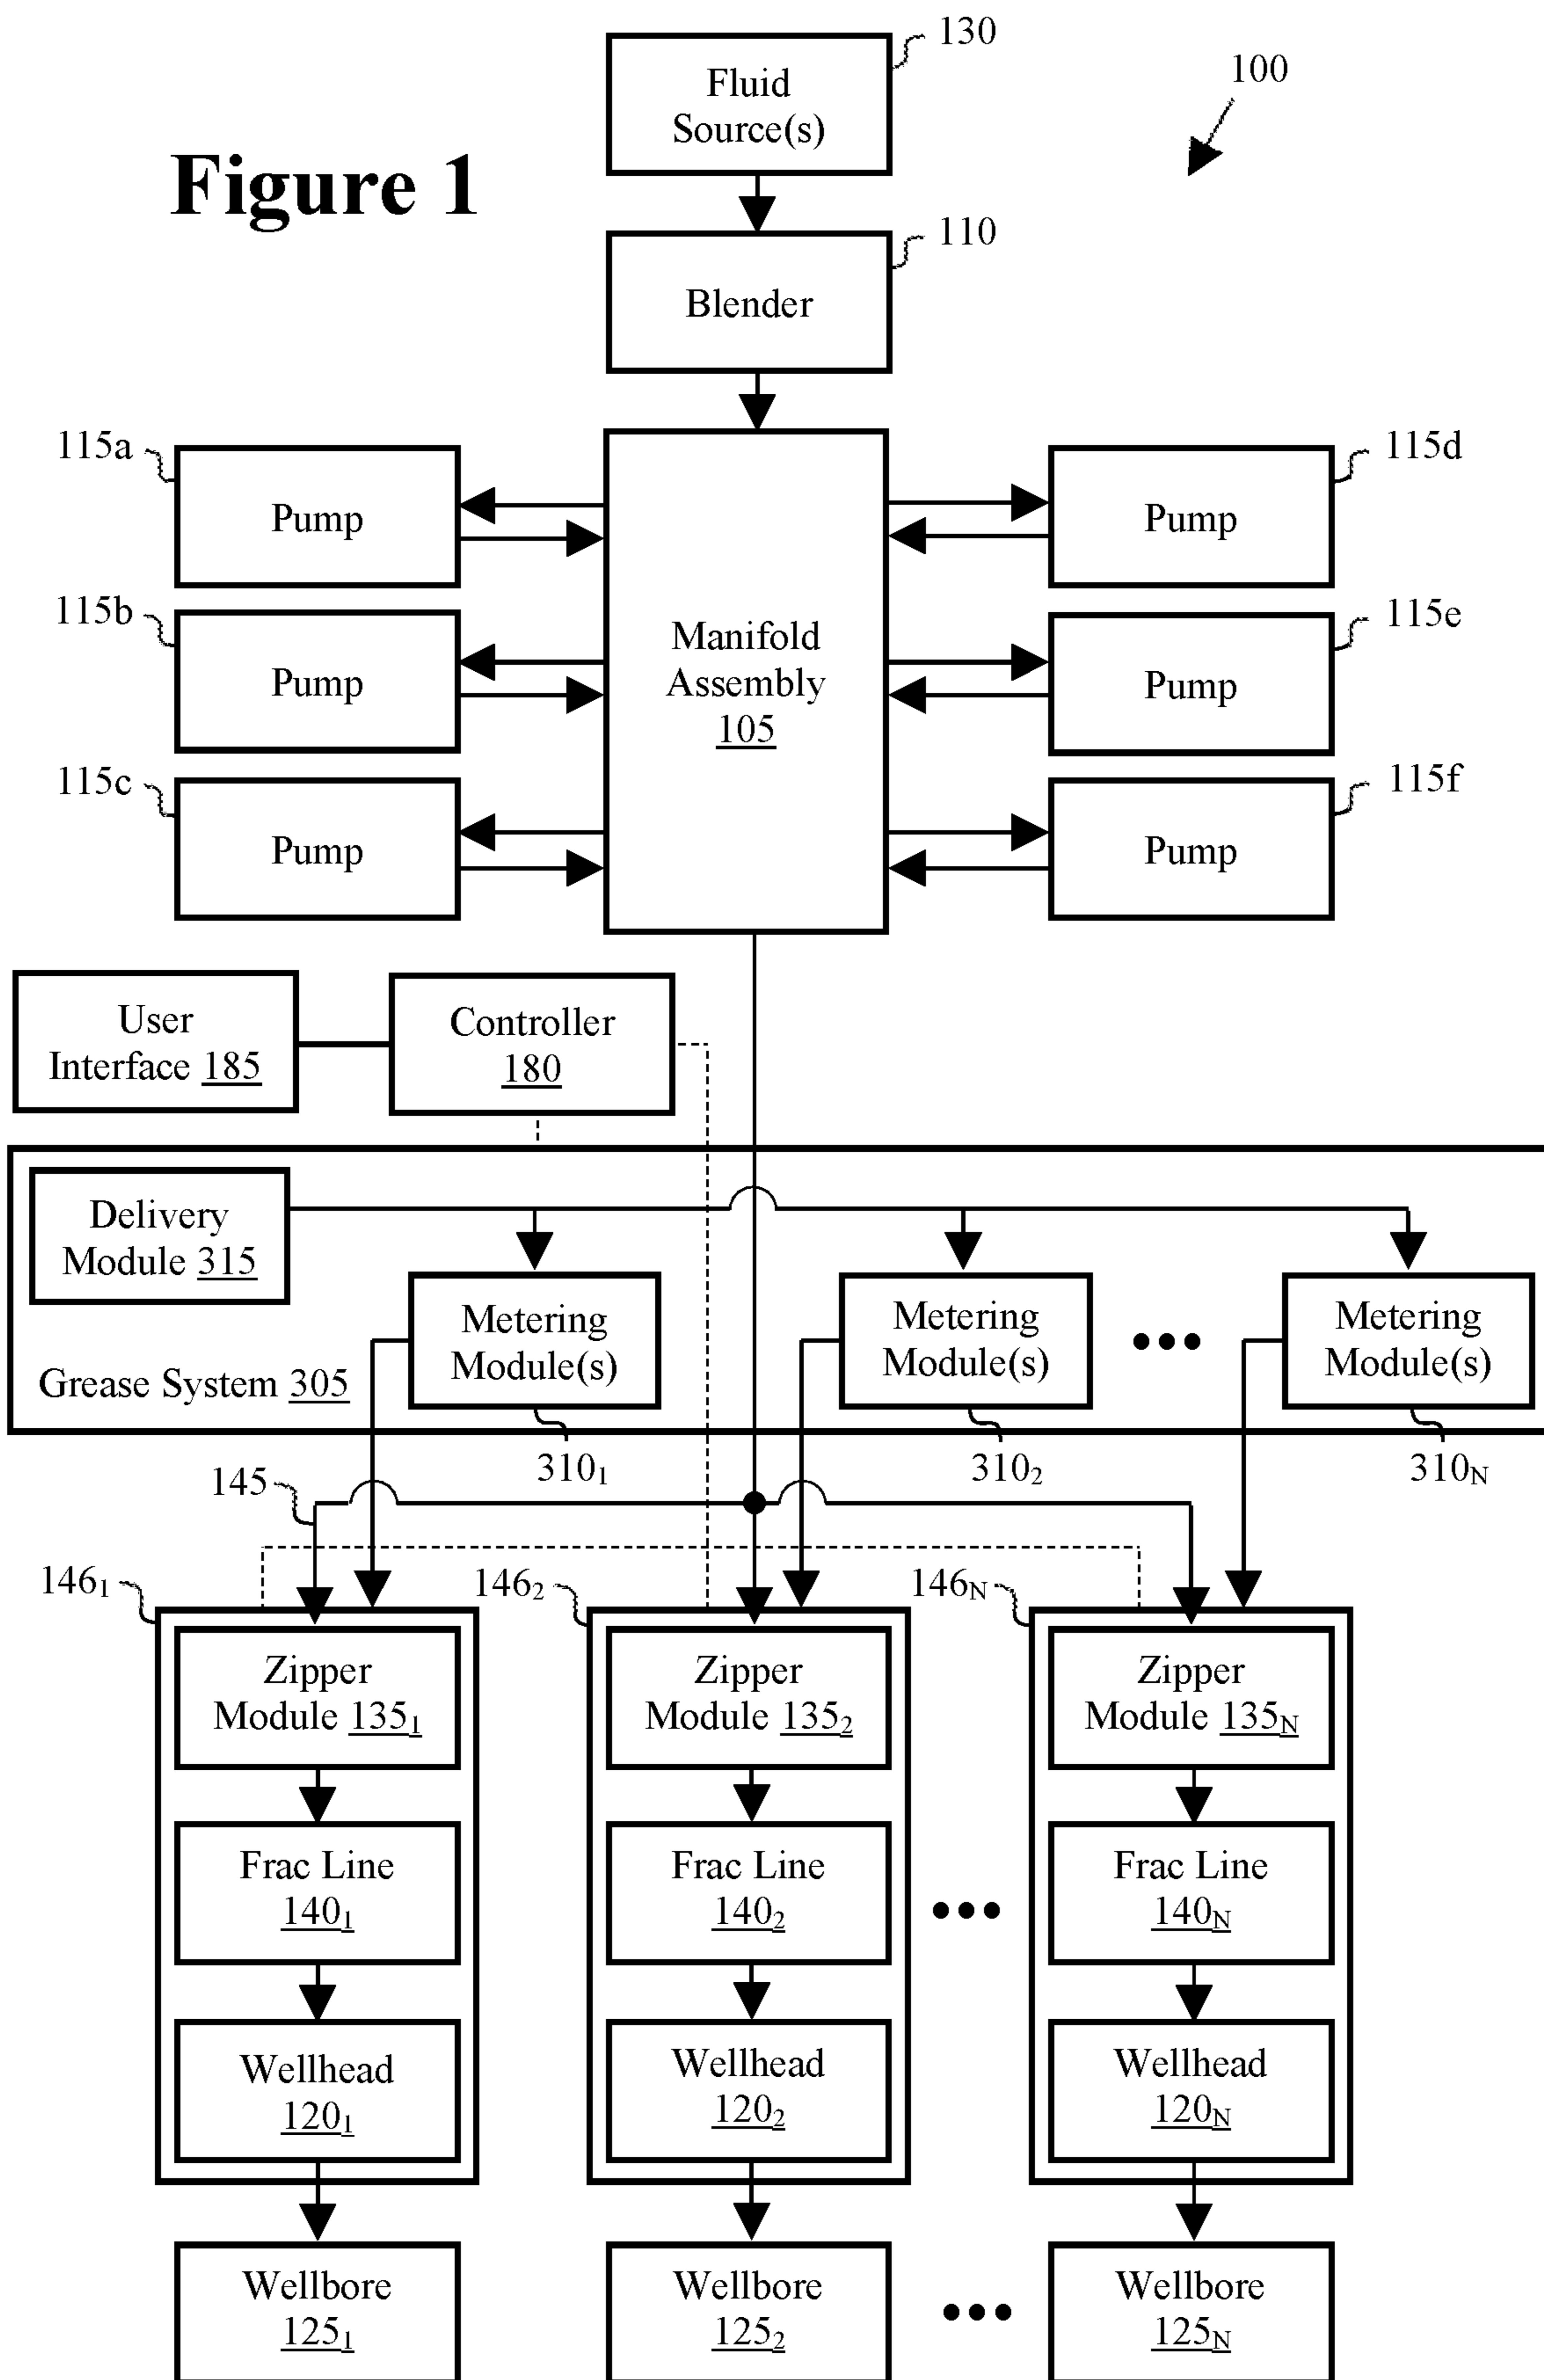 130
Fluid
Source(s)
100
Figure 1
110
Blender
115a
Pump
115d
Pump
115b
Pump
Manifold
Assembly
105
115e
Pump
115c
Pump
115f
Pump
User
Interface 185
Controller
180
Delivery
Module 315
Metering
Module(s)
Metering
Module(s)
Metering
Module(s)
Grease System 305
310₁
310₂
310N
145
146₁
146₂
146N
Zipper
Module 135₁
Zipper
Module 135₂
Zipper
Module 135N
Frac Line
140₁
Frac Line
140₂
Frac Line
140N
Wellhead
120₁
Wellhead
120₂
Wellhead
120N
Wellbore
125₁
Wellbore
125₂
Wellbore
125N